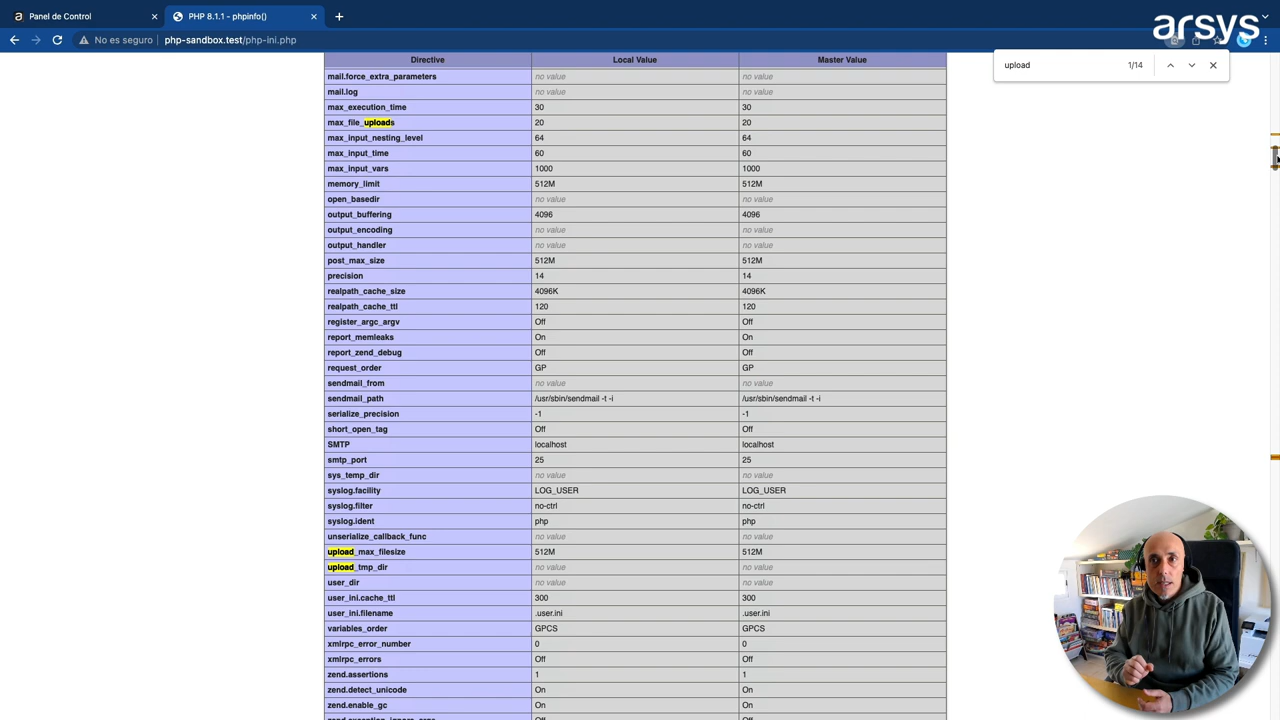 Panel de Control
PHP 8.1.1 - phpinfo()
arsys
No es seguro php-sandbox.test/php-ini.php
upload 1/14
Directive Local Value Master Value
mail.force_extra_parameters no value no value
mail.log no value no value
max_execution_time 30 30
max_file_uploads 20 20
max_input_nesting_level 64 64
max_input_time 60 60
max_input_vars 1000 1000
memory_limit 512M 512M
open_basedir no value no value
output_buffering 4096 4096
output_encoding no value no value
output_handler no value no value
post_max_size 512M 512M
precision 14 14
realpath_cache_size 4096K 4096K
realpath_cache_ttl 120 120
register_argc_argv Off Off
report_memleaks On On
report_zend_debug Off Off
request_order GP GP
sendmail_from no value no value
sendmail_path /usr/sbin/sendmail -t -i /usr/sbin/sendmail -t -i
serialize_precision -1 -1
short_open_tag Off Off
SMTP localhost localhost
smtp_port 25 25
sys_temp_dir no value no value
syslog.facility LOG_USER LOG_USER
syslog.filter no-ctrl no-ctrl
syslog.ident php php
unserialize_callback_func no value no value
upload_max_filesize 512M 512M
upload_tmp_dir no value no value
user_dir no value no value
user_ini.cache_ttl 300 300
user_ini.filename .user.ini .user.ini
variables_order GPCS GPCS
xmlrpc_error_number 0 0
xmlrpc_errors Off Off
zend.assertions 1 1
zend.detect_unicode On On
zend.enable_gc On On